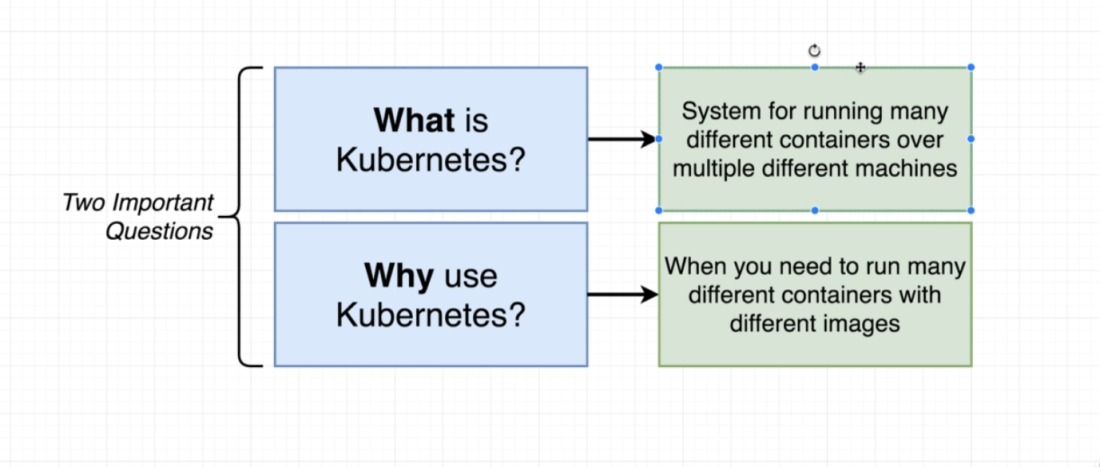 Two Important
Questions
What is
Kubernetes?
System for running many
different containers over
multiple different machines
Why use
Kubernetes?
When you need to run many
different containers with
different images